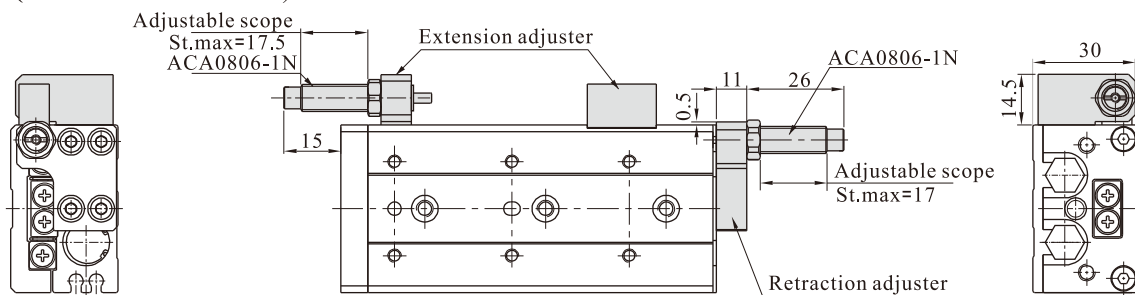 Adjustable scope
St.max=17.5
ACA0806-1N
Extension adjuster
ACA0806-1N
30
11
26
14.5
0.5
15
Adjustable scope
St.max=17
Retraction adjuster